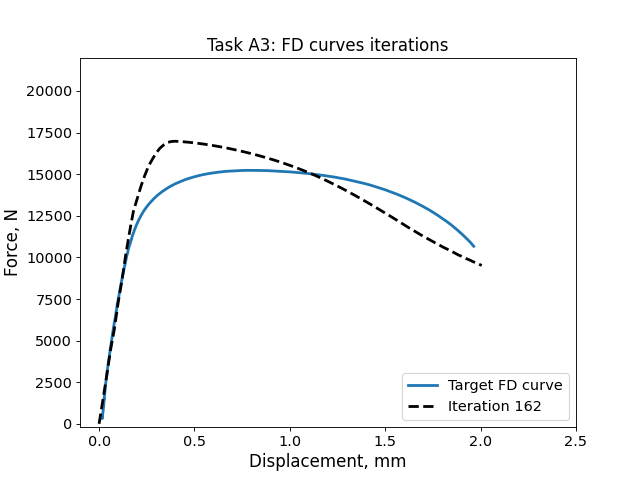 Task A3: FD curves iterations
Force, N
20000
17500
15000
12500
10000
7500
5000
2500
0
0.0 0.5 1.0 1.5 2.0 2.5
Displacement, mm
Target FD curve
Iteration 162